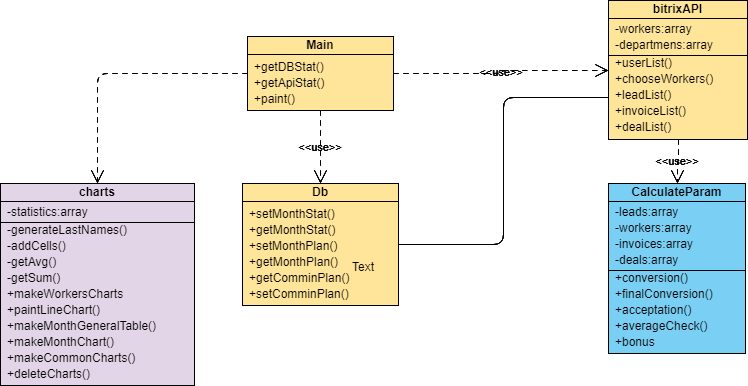 bitrixAPI
-workers:array
-departmens:array
+userList()
+chooseWorkers()
+leadList()
+invoiceList()
+dealList()
Main
+getDBStat()
+getApiStat()
+paint()
<<use>>
<<use>>
<<use>>
charts
-statistics:array
-generateLastNames()
-addCells()
-getAvg()
-getSum()
+makeWorkersCharts
+paintLineChart()
+makeMonthGeneralTable()
+makeMonthChart()
+makeCommonCharts()
+deleteCharts()
Db
+setMonthStat()
+getMonthStat()
+setMonthPlan()
+getMonthPlan()
+getComminPlan()
+setComminPlan()
Text
CalculateParam
-leads:array
-workers:array
-invoices:array
-deals:array
+conversion()
+finalConversion()
+acceptation()
+averageCheck()
+bonus